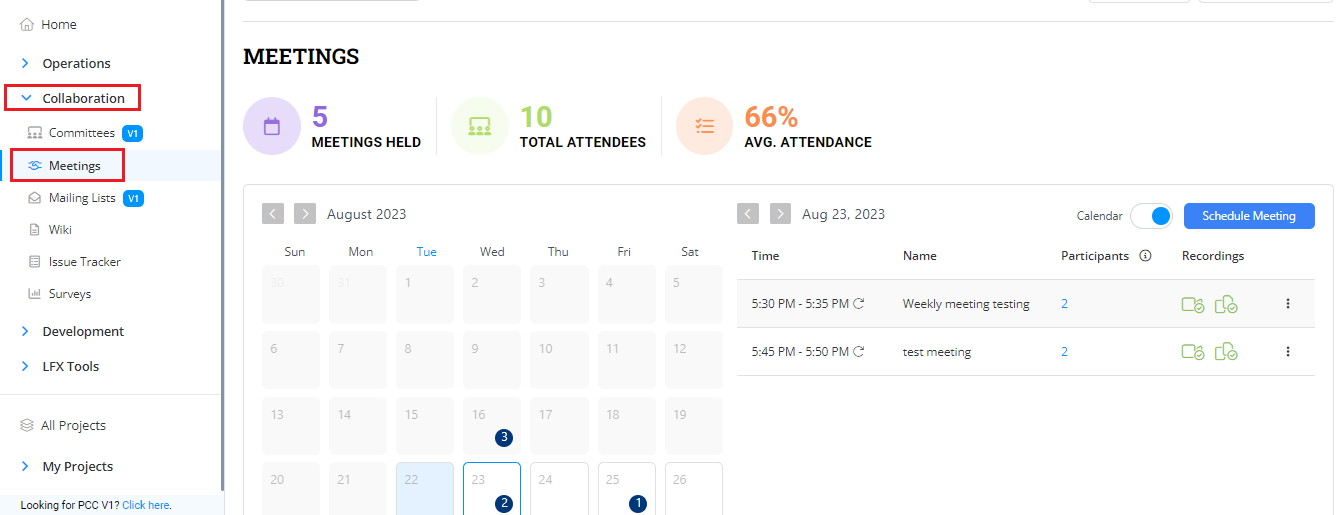 Home
Operations
Collaboration
Committees V1
Meetings
Mailing Lists V1
Wiki
Issue Tracker
Surveys
Development
LFX Tools
All Projects
My Projects
Looking for PCC V1? Click here.
MEETINGS
5
MEETINGS HELD
10
TOTAL ATTENDEES
66%
AVG. ATTENDANCE
August 2023
Sun Mon Tue Wed Thu Fri Sat
30 31 1 2 3 4 5
6 7 8 9 10 11 12
13 14 15 16 17 18 19
3
20 21 22 23 24 25 26
2 1
Aug 23, 2023
Calendar
Schedule Meeting
Time Name Participants Recordings
5:30 PM - 5:35 PM Weekly meeting testing 2
5:45 PM - 5:50 PM test meeting 2